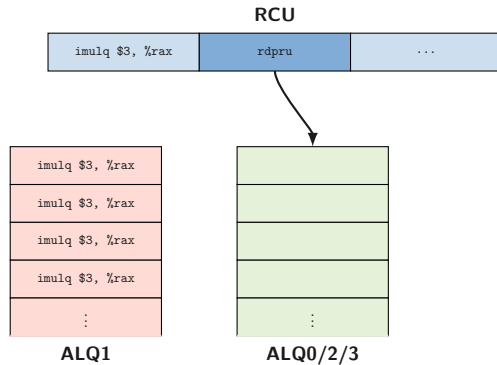 RCU
imulq $3, %rax rdpru ...
imulq $3, %rax
imulq $3, %rax
imulq $3, %rax
imulq $3, %rax
⋮ ⋮
ALQ1 ALQ0/2/3